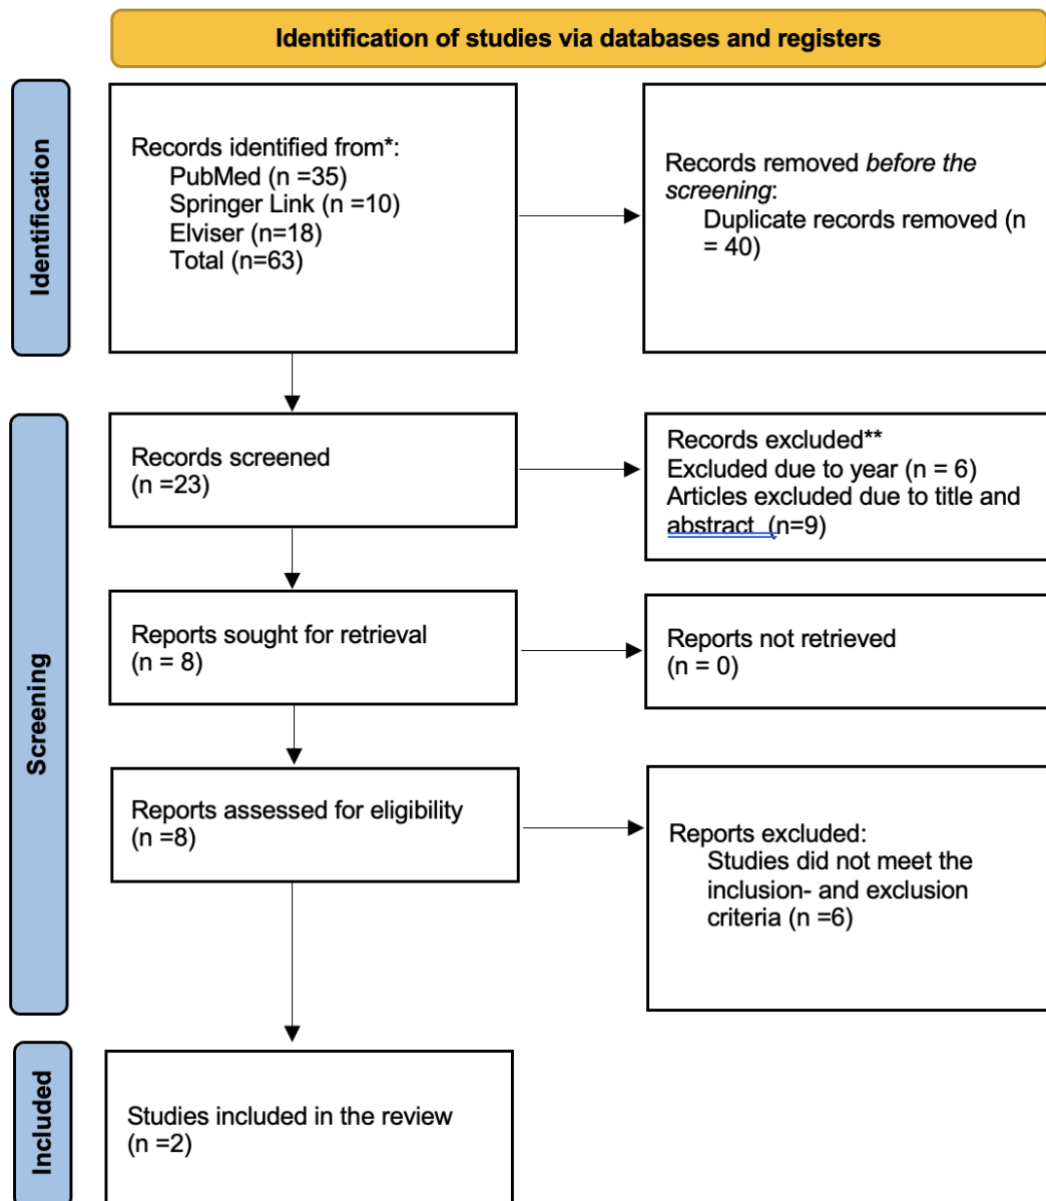 Identification of studies via databases and registers
Identification
Records identified from*:
PubMed (n =35)
Springer Link (n =10)
Elviser (n=18)
Total (n=63)
Records removed before the
screening:
Duplicate records removed (n
= 40)
Screening
Records screened
(n =23)
Records excluded**
Excluded due to year (n = 6)
Articles excluded due to title and
abstract  (n=9)
Reports sought for retrieval
(n = 8)
Reports not retrieved
(n = 0)
Reports assessed for eligibility
(n =8)
Reports excluded:
Studies did not meet the
inclusion- and exclusion
criteria (n =6)
Included
Studies included in the review
(n =2)